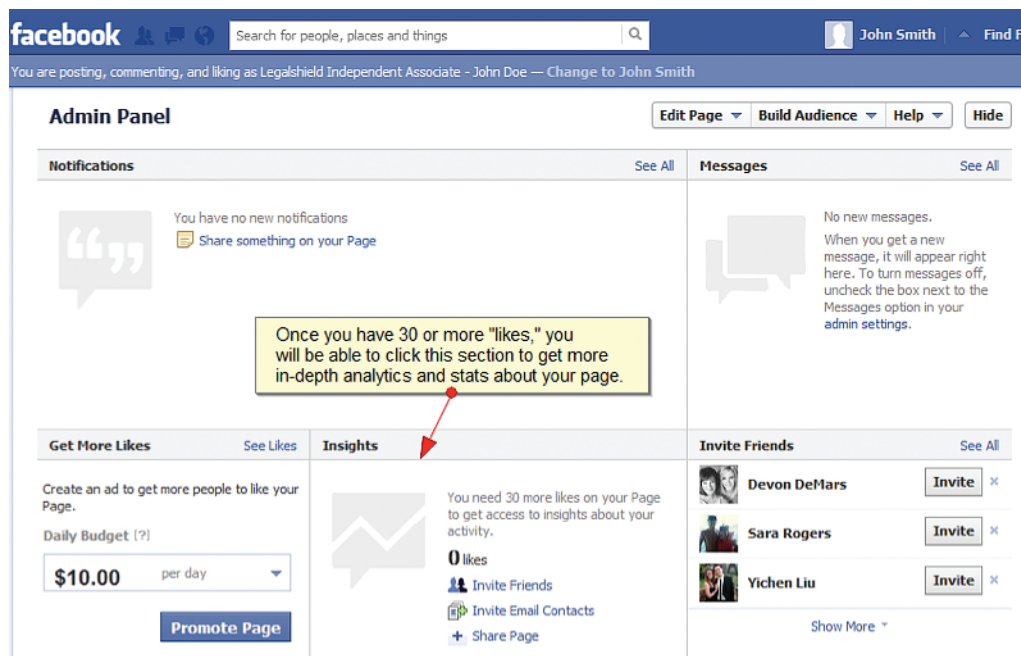 facebook
Search for people, places and things
John Smith
Find F
You are posting, commenting, and liking as Legalshield Independent Associate - John Doe — Change to John Smith
Admin Panel
Edit Page
Build Audience
Help
Hide
Notifications
See All
You have no new notifications
Share something on your Page
Messages
See All
No new messages.
When you get a new
message, it will appear right
here. To turn messages off,
uncheck the box next to the
Messages option in your
admin settings.
Once you have 30 or more "likes," you
will be able to click this section to get more
in-depth analytics and stats about your page.
Get More Likes
See Likes
Create an ad to get more people to like your
Page.
Daily Budget [?]
$10.00
per day
Promote Page
Insights
You need 30 more likes on your Page
to get access to insights about your
activity.
0 likes
Invite Friends
Invite Email Contacts
Share Page
Invite Friends
See All
Devon DeMars
Invite
Sara Rogers
Invite
Yichen Liu
Invite
Show More